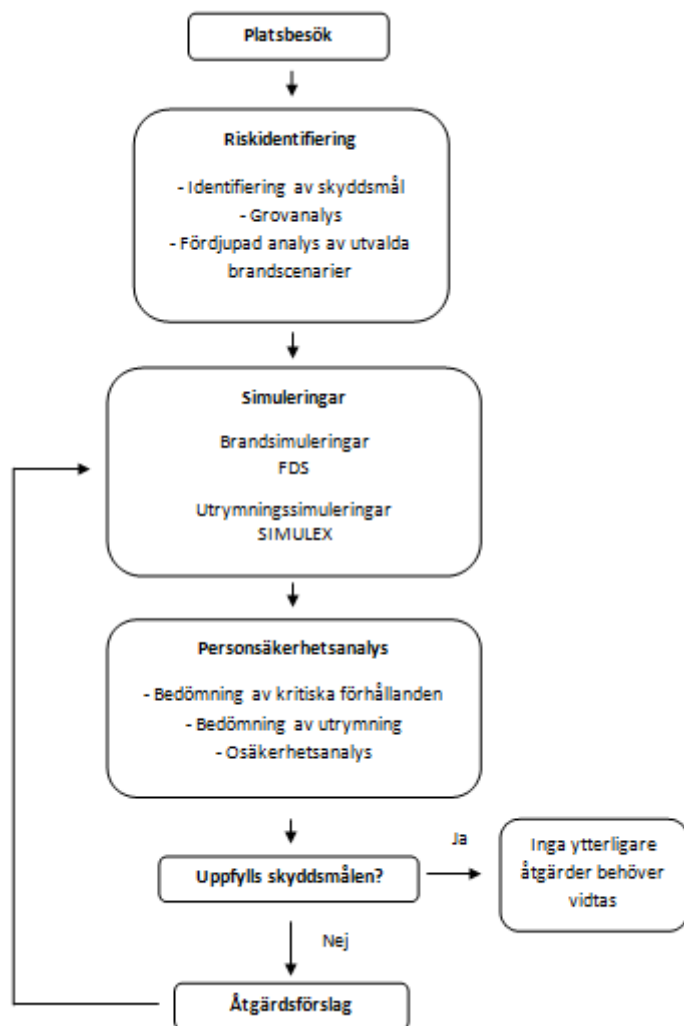 Platsbesök
Riskidentifiering
- Identifiering av skyddsmål
- Grovanalys
- Fördjupad analys av utvalda
brandscenarier
Simuleringar
Brandsimuleringar
FDS
Utrymningssimuleringar
SIMULEX
Personsäkerhetsanalys
- Bedömning av kritiska förhållanden
- Bedömning av utrymning
- Osäkerhetsanalys
Uppfylls skyddsmålen?
Ja
Inga ytterligare
åtgärder behöver
vidtas
Nej
Åtgärdsförslag